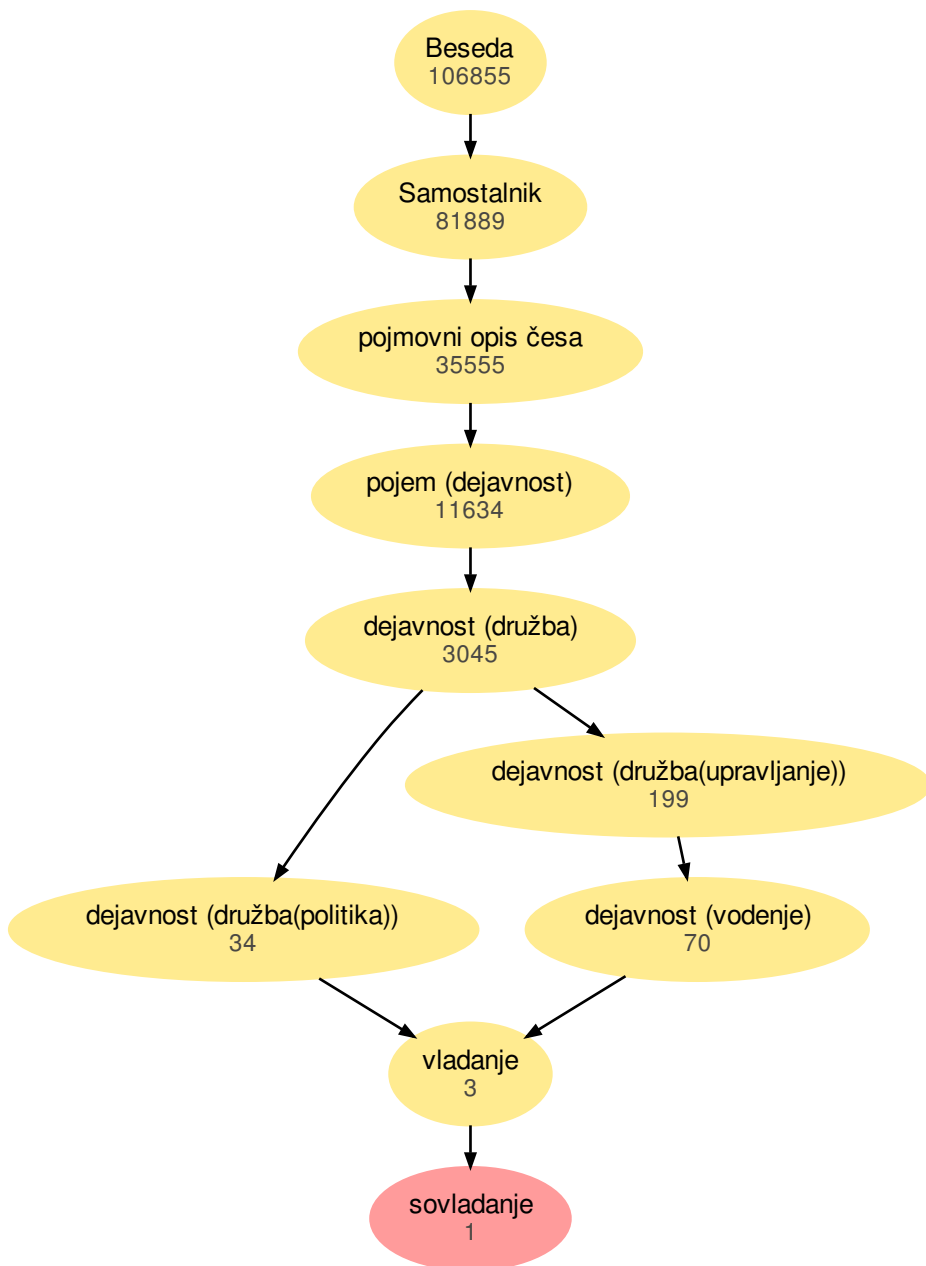 Beseda
106855
Samostalnik
81889
pojmovni opis česa
35555
pojem (dejavnost)
11634
dejavnost (družba)
3045
dejavnost (družba(upravljanje))
199
dejavnost (družba(politika))
34
dejavnost (vodenje)
70
vladanje
3
sovladanje
1